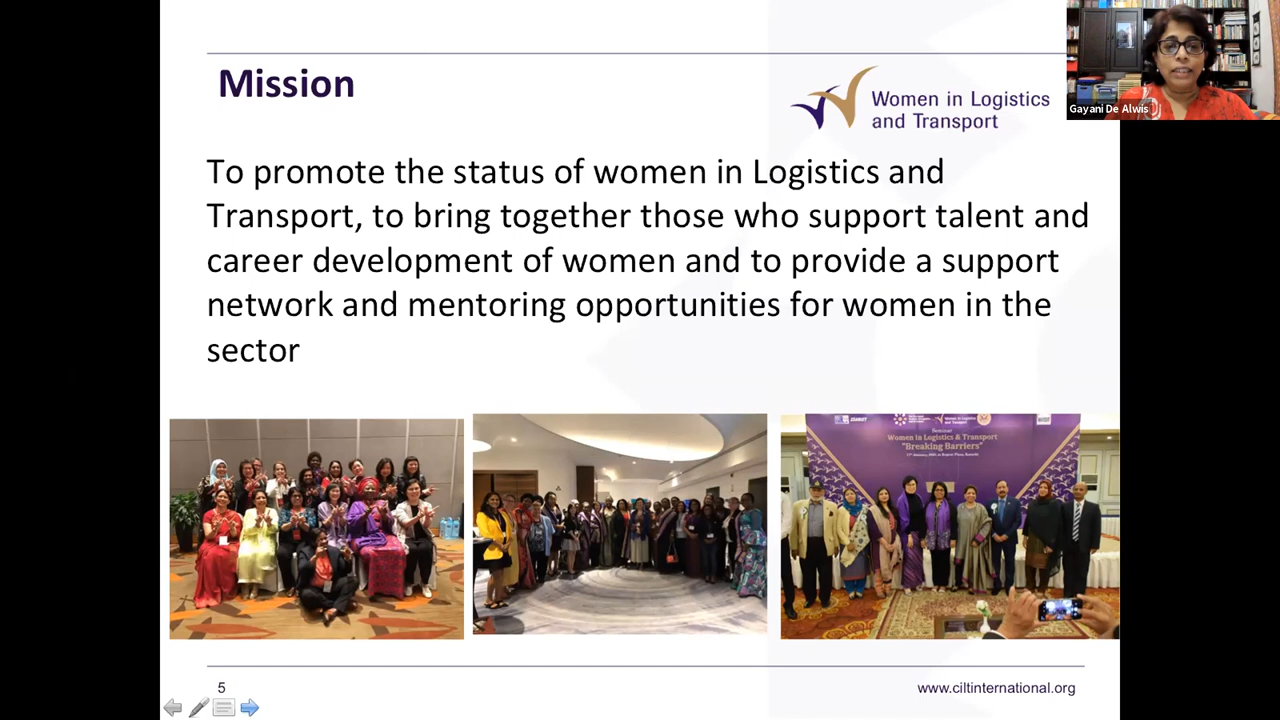 Mission
Women in Logistics
and Transport
Gayani De Alwis
To promote the status of women in Logistics and
Transport, to bring together those who support talent and
career development of women and to provide a support
network and mentoring opportunities for women in the
sector
Seminar
Women in Logistics & Transport
"Breaking Barriers"
5
www.ciltinternational.org